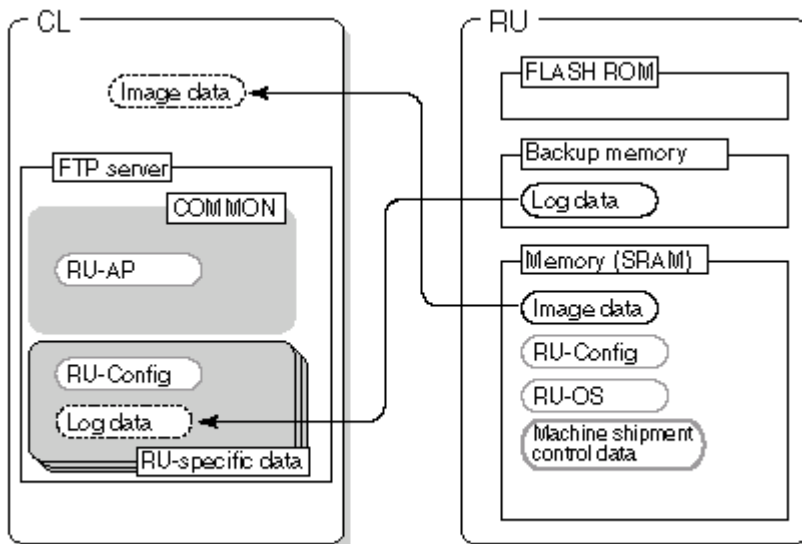 CL
Image data
FTP server
COMMON
RU-AP
RU-Config
Log data
RU-specific data
RU
FLASH ROM
Backup memory
Log data
Memory (SRAM)
Image data
RU-Config
RU-OS
Machine shipment
control data